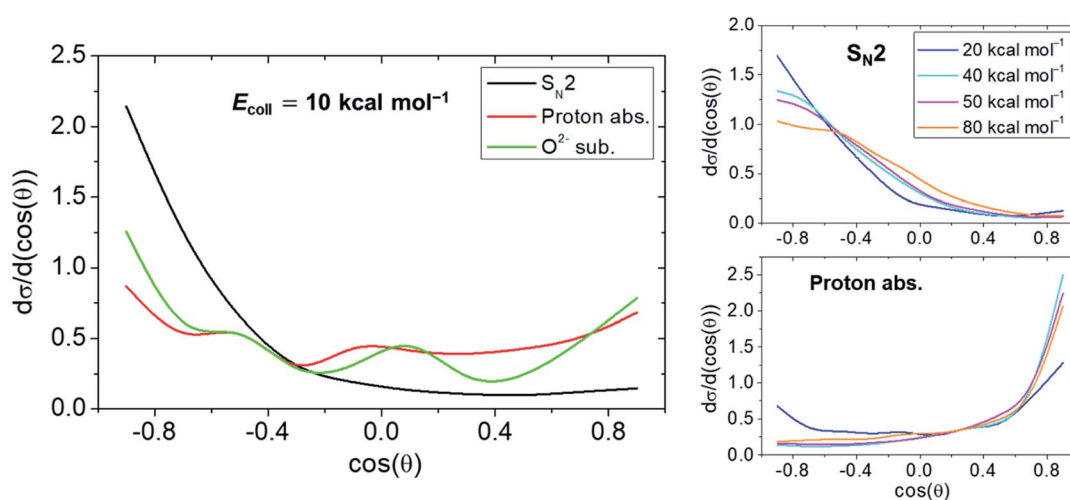 2.5
2.0
1.5
1.0
0.5
0.0
dσ/d(cos(θ))
E_coll = 10 kcal mol⁻¹
S_N2
Proton abs.
O²⁻ sub.
-0.8 -0.4 0.0 0.4 0.8
cos(θ)
2.0
1.5
1.0
0.5
0.0
dσ/d(cos(θ))
S_N2
20 kcal mol⁻¹
40 kcal mol⁻¹
50 kcal mol⁻¹
80 kcal mol⁻¹
-0.8 -0.4 0.0 0.4 0.8
2.5
2.0
1.5
1.0
0.5
0.0
dσ/d(cos(θ))
Proton abs.
-0.8 -0.4 0.0 0.4 0.8
cos(θ)